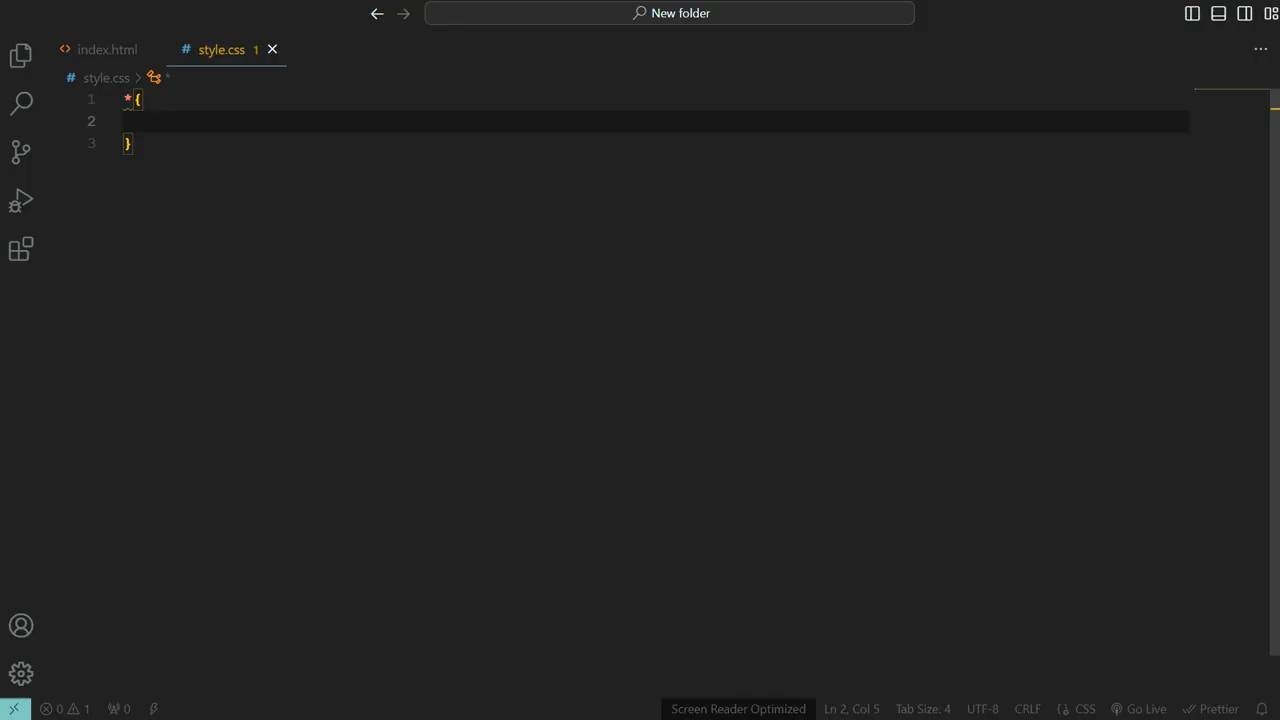 New folder
index.html
# style.css 1
# style.css > *
1 *{
2
3 }
0 1 0
Screen Reader Optimized Ln 2, Col 5 Tab Size: 4 UTF-8 CRLF CSS Go Live Prettier